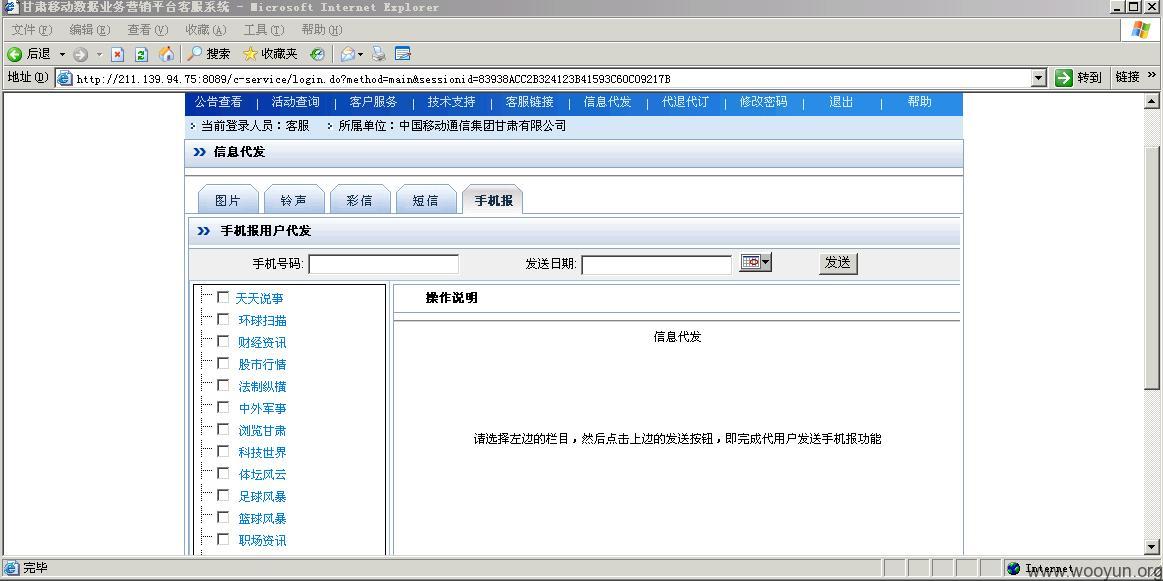 甘肃移动数据业务营销平台客服系统 - Microsoft Internet Explorer
文件(F) 编辑(E) 查看(V) 收藏(A) 工具(T) 帮助(H)
后退 搜索 收藏夹
地址(D) http://211.139.94.75:8089/c-service/login.do?method=main&sessionid=83938ACC2B324123B41593C60C09217B 转到 链接 »
公告查看 | 活动查询 | 客户服务 | 技术支持 | 客服链接 | 信息代发 | 代退代订 | 修改密码 | 退出 | 帮助
当前登录人员：客服 所属单位：中国移动通信集团甘肃有限公司
信息代发
图片 铃声 彩信 短信 手机报
手机报用户代发
手机号码: 发送日期: 发送
天天说事
环球扫描
财经资讯
股市行情
法制纵横
中外军事
浏览甘肃
科技世界
体坛风云
足球风暴
篮球风暴
职场资讯
操作说明
信息代发
请选择左边的栏目，然后点击上边的发送按钮，即完成代用户发送手机报功能
完毕 Internet
www.wooyun.org